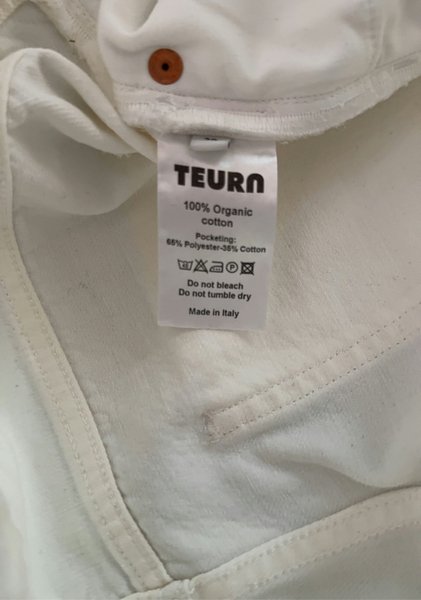 TEURN
100% Organic
cotton
Pocketing:
65% Polyester-35% Cotton
Do not bleach
Do not tumble dry
Made in Italy